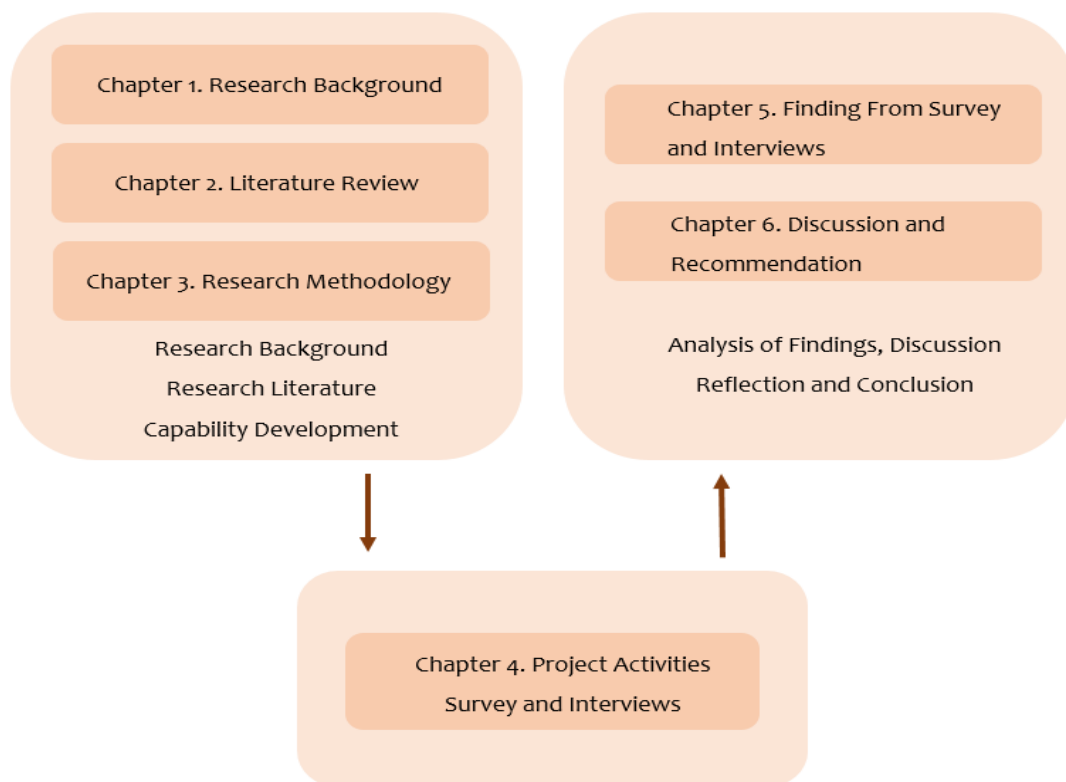 Chapter 1. Research Background
Chapter 2. Literature Review
Chapter 3. Research Methodology
Research Background
Research Literature
Capability Development
Chapter 5. Finding From Survey
and Interviews
Chapter 6. Discussion and
Recommendation
Analysis of Findings, Discussion
Reflection and Conclusion
Chapter 4. Project Activities
Survey and Interviews